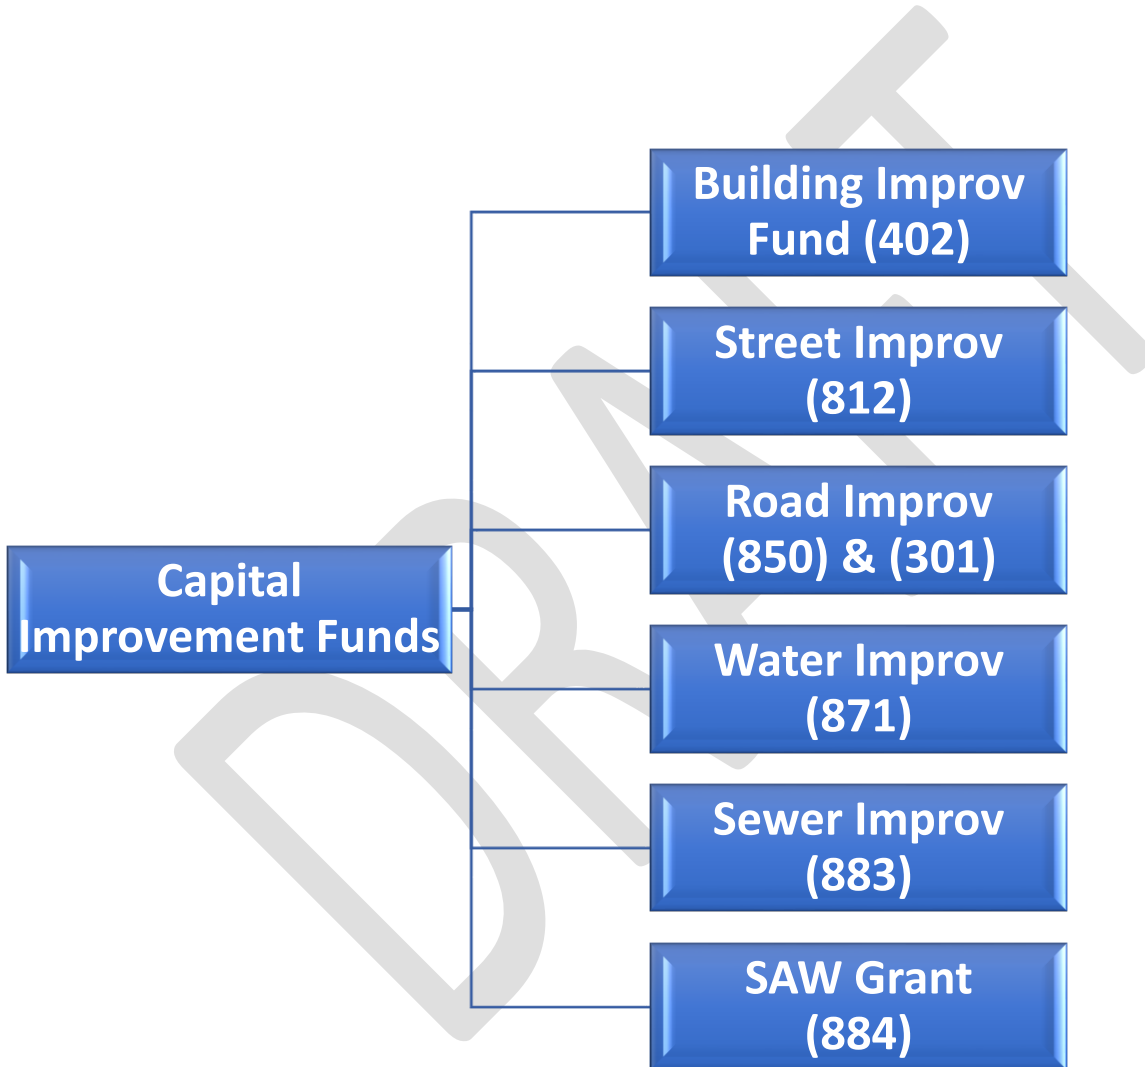 Building Improv
Fund (402)
Street Improv
(812)
Road Improv
(850) & (301)
Capital
Improvement Funds
Water Improv
(871)
Sewer Improv
(883)
SAW Grant
(884)
DRAFT